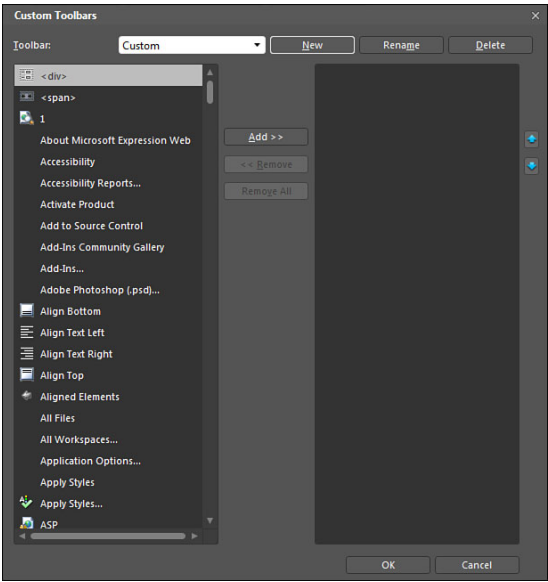 Custom Toolbars
Toolbar: Custom New Rename Delete
<div>
<span>
1
About Microsoft Expression Web
Accessibility
Accessibility Reports...
Activate Product
Add to Source Control
Add-Ins Community Gallery
Add-Ins...
Adobe Photoshop (.psd)...
Align Bottom
Align Text Left
Align Text Right
Align Top
Aligned Elements
All Files
All Workspaces...
Application Options...
Apply Styles
Apply Styles...
ASP
Add >>
<< Remove
Remove All
OK Cancel